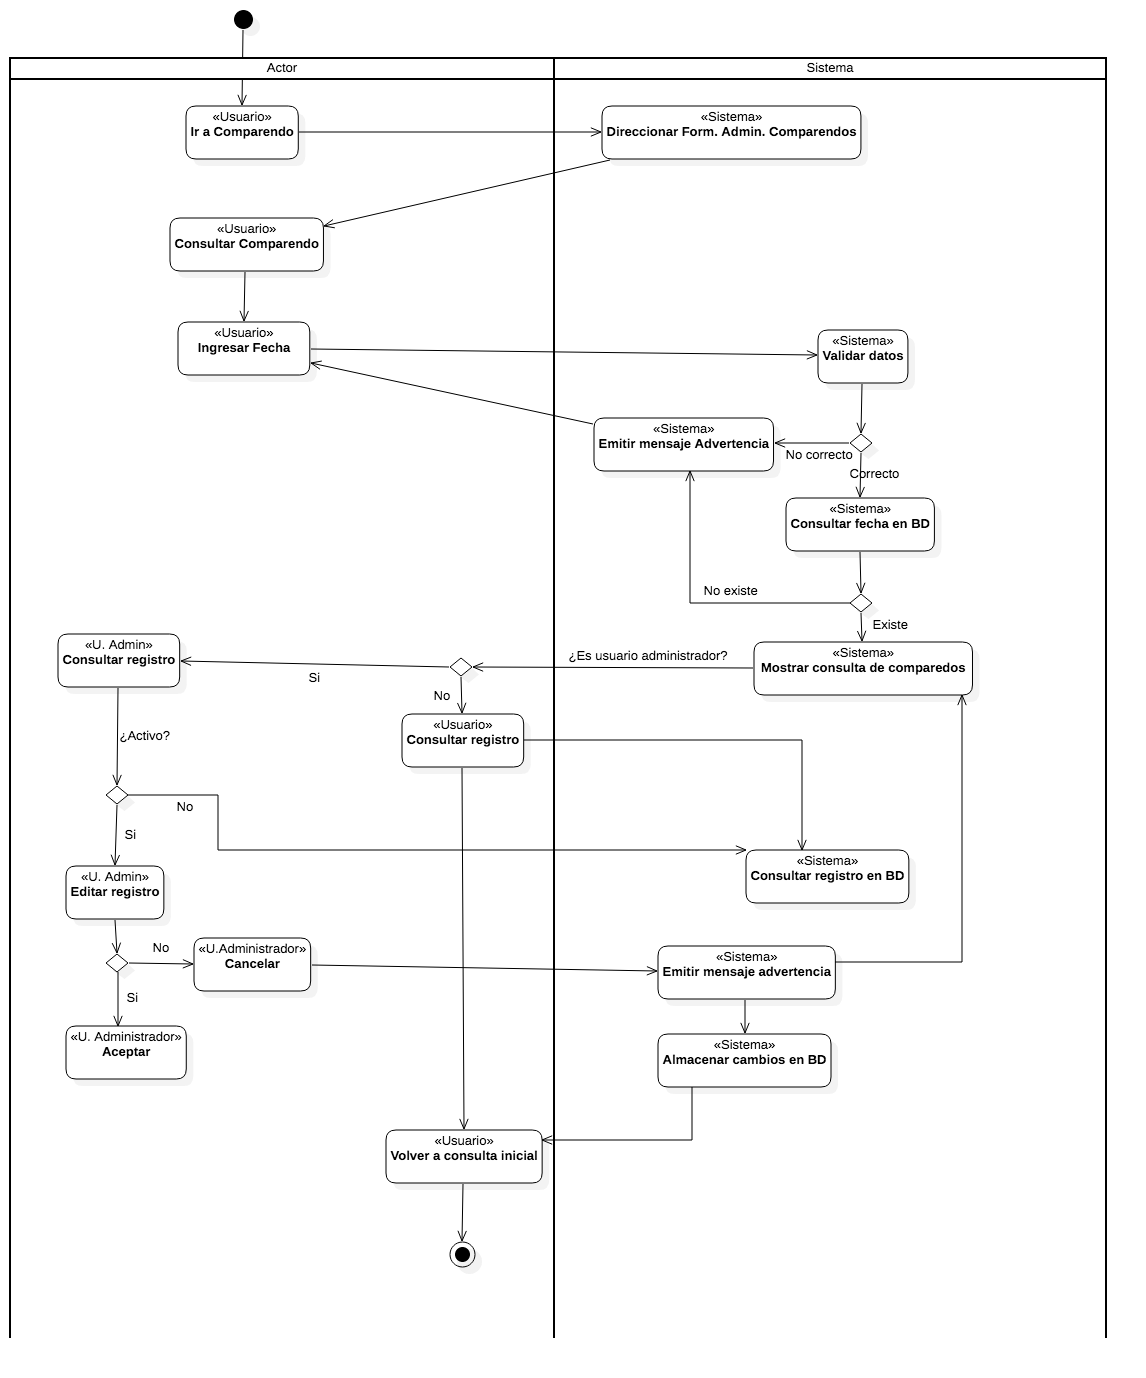 Actor
Sistema
«Usuario»
Ir a Comparendo
«Sistema»
Direccionar Form. Admin. Comparendos
«Usuario»
Consultar Comparendo
«Usuario»
Ingresar Fecha
«Sistema»
Validar datos
«Sistema»
Emitir mensaje Advertencia
No correcto
Correcto
«Sistema»
Consultar fecha en BD
No existe
Existe
«U. Admin»
Consultar registro
Si
¿Es usuario administrador?
«Sistema»
Mostrar consulta de comparedos
No
«Usuario»
Consultar registro
¿Activo?
No
Si
«Sistema»
Consultar registro en BD
«U. Admin»
Editar registro
No
«U.Administrador»
Cancelar
«Sistema»
Emitir mensaje advertencia
Si
«U. Administrador»
Aceptar
«Sistema»
Almacenar cambios en BD
«Usuario»
Volver a consulta inicial